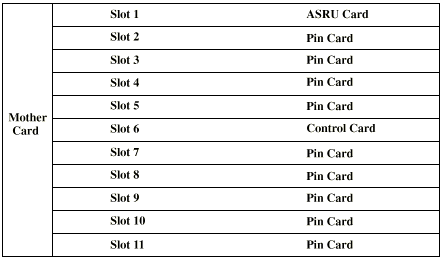 Slot 1 ASRU Card
Slot 2 Pin Card
Slot 3 Pin Card
Slot 4 Pin Card
Slot 5 Pin Card
Mother
Card
Slot 6 Control Card
Slot 7 Pin Card
Slot 8 Pin Card
Slot 9 Pin Card
Slot 10 Pin Card
Slot 11 Pin Card